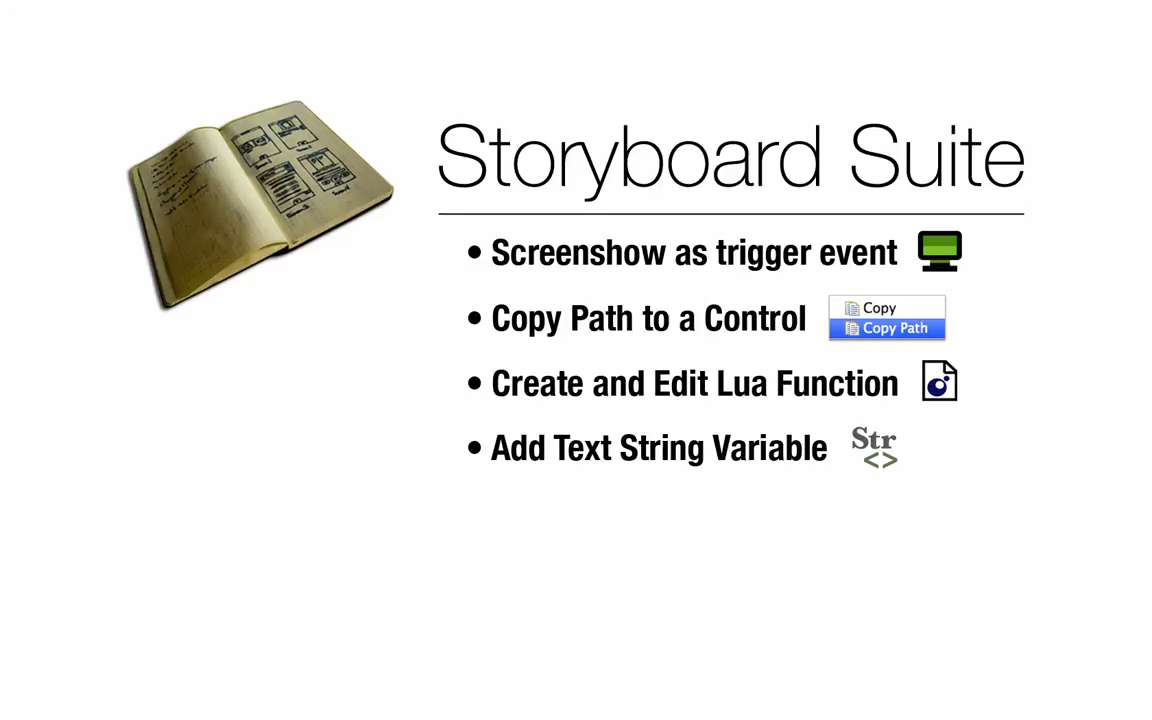 Storyboard Suite
• Screenshow as trigger event
• Copy Path to a Control
Copy
Copy Path
• Create and Edit Lua Function
• Add Text String Variable
Str
<>